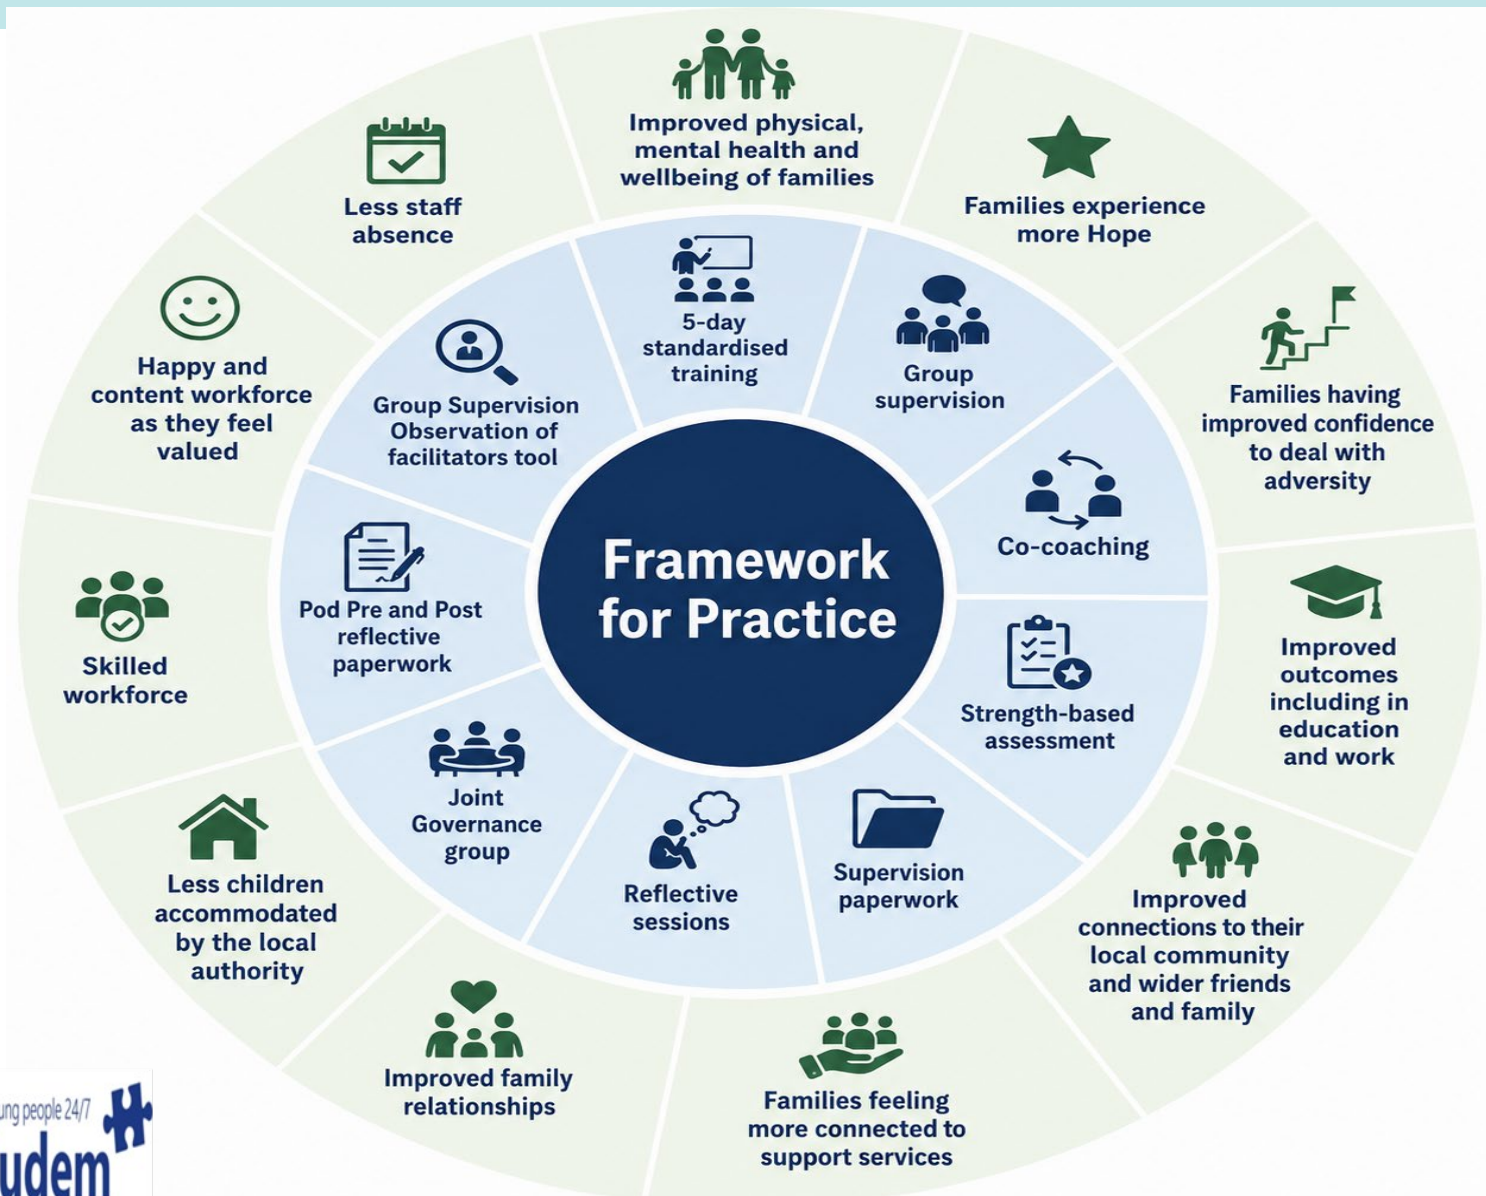 Improved physical,
mental health and
wellbeing of families
Families experience
more Hope
Families having
improved confidence
to deal with
adversity
Improved
outcomes
including in
education
and work
Improved
connections to their
local community
and wider friends
and family
Families feeling
more connected to
support services
Improved family
relationships
Less children
accommodated
by the local
authority
Skilled
workforce
Happy and
content workforce
as they feel
valued
Less staff
absence
5-day
standardised
training
Group
supervision
Co-coaching
Strength-based
assessment
Supervision
paperwork
Reflective
sessions
Joint
Governance
group
Pod Pre and Post
reflective
paperwork
Group Supervision
Observation of
facilitators tool
Framework
for Practice
people 24/7